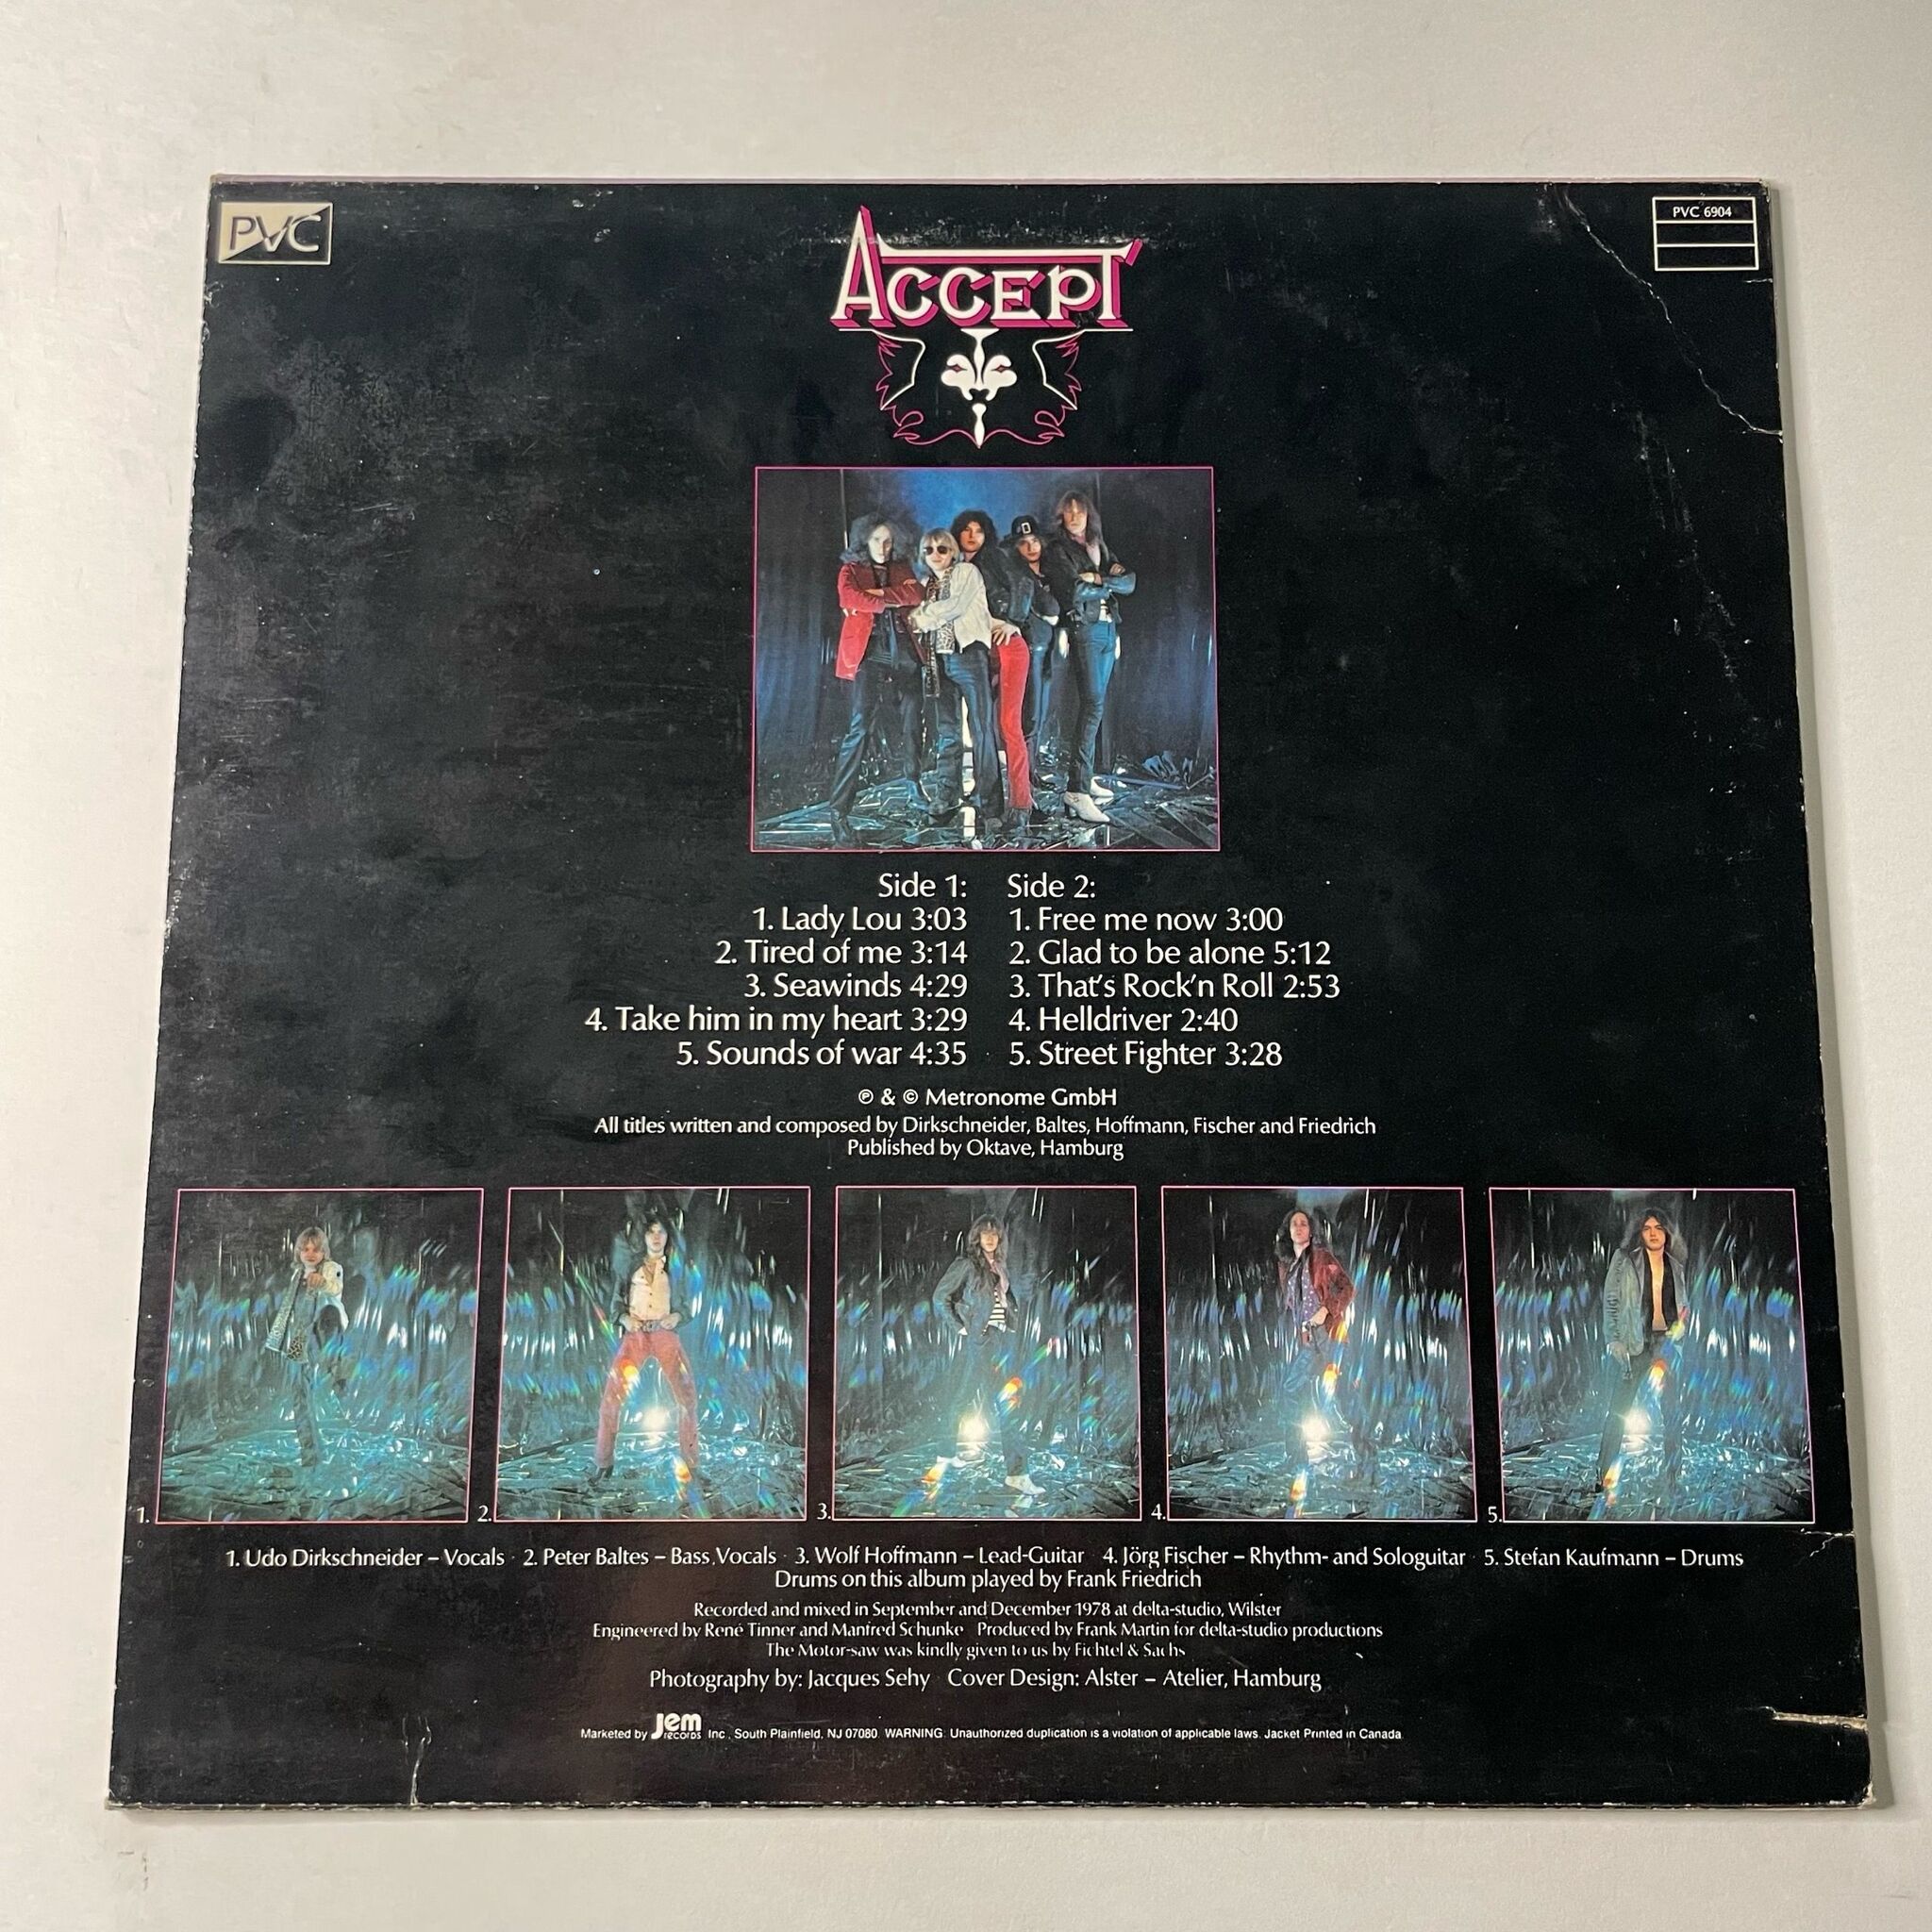 PVC
PVC 6904
ACCEPT
Side 1:
1. Lady Lou 3:03
2. Tired of me 3:14
3. Seawinds 4:29
4. Take him in my heart 3:29
5. Sounds of war 4:35
Side 2:
1. Free me now 3:00
2. Glad to be alone 5:12
3. That's Rock'n Roll 2:53
4. Helldriver 2:40
5. Street Fighter 3:28
℗ & © Metronome GmbH
All titles written and composed by Dirkschneider, Baltes, Hoffmann, Fischer and Friedrich
Published by Oktave, Hamburg
1. 2. 3. 4. 5.
1. Udo Dirkschneider – Vocals · 2. Peter Baltes – Bass, Vocals · 3. Wolf Hoffmann – Lead-Guitar · 4. Jörg Fischer – Rhythm- and Sologuitar · 5. Stefan Kaufmann – Drums
Drums on this album played by Frank Friedrich
Recorded and mixed in September and December 1978 at delta-studio, Wilster
Engineered by René Tinner and Manfred Schunke · Produced by Frank Martin for delta-studio productions
The Motor-saw was kindly given to us by Fichtel & Sachs
Photography by: Jacques Sehy · Cover Design: Alster – Atelier, Hamburg
Marketed by Jem records Inc., South Plainfield, NJ 07080. WARNING: Unauthorized duplication is a violation of applicable laws. Jacket Printed in Canada.